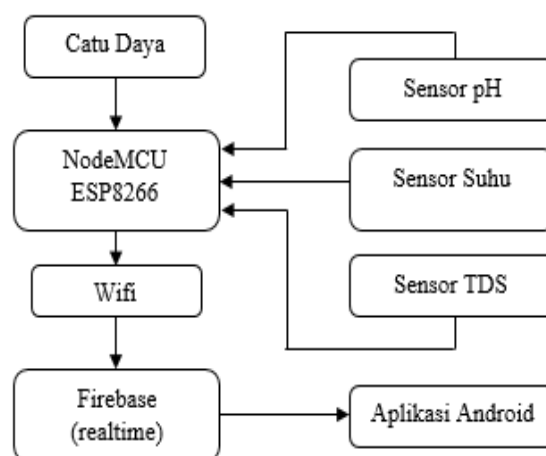 Catu Daya
Sensor pH
NodeMCU
ESP8266
Sensor Suhu
Wifi
Sensor TDS
Firebase
(realtime)
Aplikasi Android